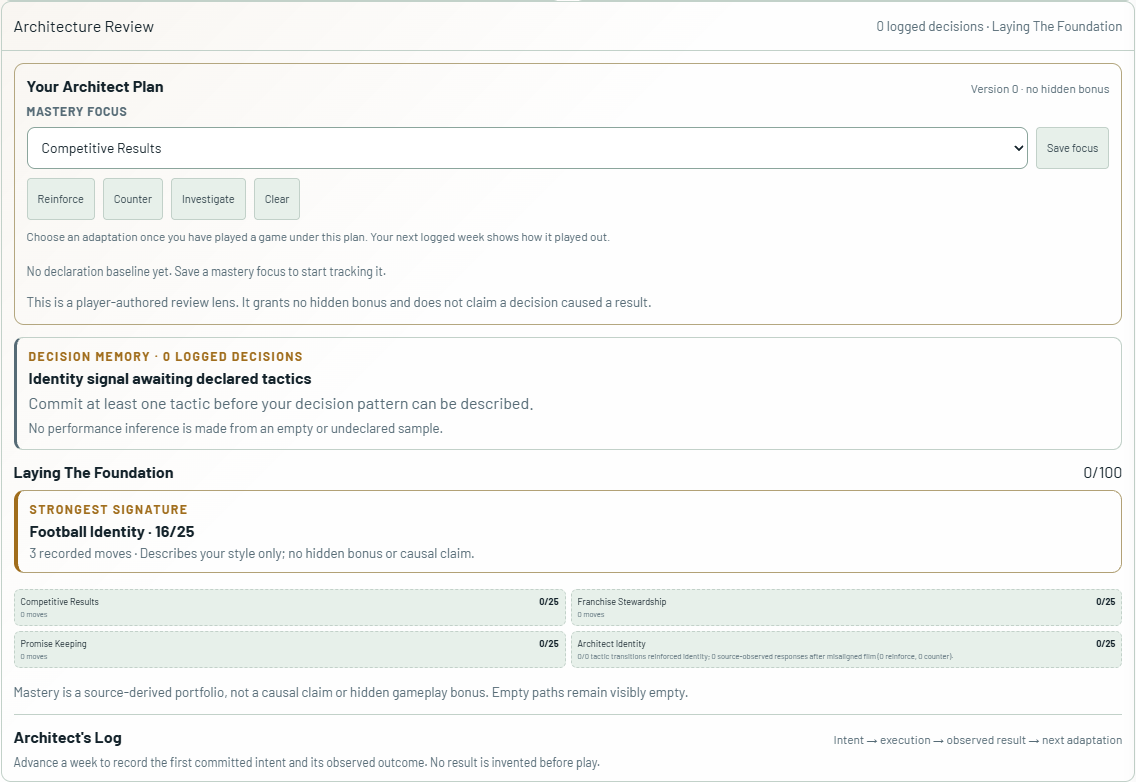 Architecture Review
0 logged decisions · Laying The Foundation
Your Architect Plan
Version 0 · no hidden bonus
MASTERY FOCUS
Competitive Results
Save focus
Reinforce
Counter
Investigate
Clear
Choose an adaptation once you have played a game under this plan. Your next logged week shows how it played out.
No declaration baseline yet. Save a mastery focus to start tracking it.
This is a player-authored review lens. It grants no hidden bonus and does not claim a decision caused a result.
DECISION MEMORY · 0 LOGGED DECISIONS
Identity signal awaiting declared tactics
Commit at least one tactic before your decision pattern can be described.
No performance inference is made from an empty or undeclared sample.
Laying The Foundation
0/100
STRONGEST SIGNATURE
Football Identity · 16/25
3 recorded moves · Describes your style only; no hidden bonus or causal claim.
Competitive Results
0/25
0 moves
Franchise Stewardship
0/25
0 moves
Promise Keeping
0/25
0 moves
Architect Identity
0/25
0/0 tactic transitions reinforced identity; 0 source-observed responses after misaligned film (0 reinforce, 0 counter).
Mastery is a source-derived portfolio, not a causal claim or hidden gameplay bonus. Empty paths remain visibly empty.
Architect's Log
Intent → execution → observed result → next adaptation
Advance a week to record the first committed intent and its observed outcome. No result is invented before play.